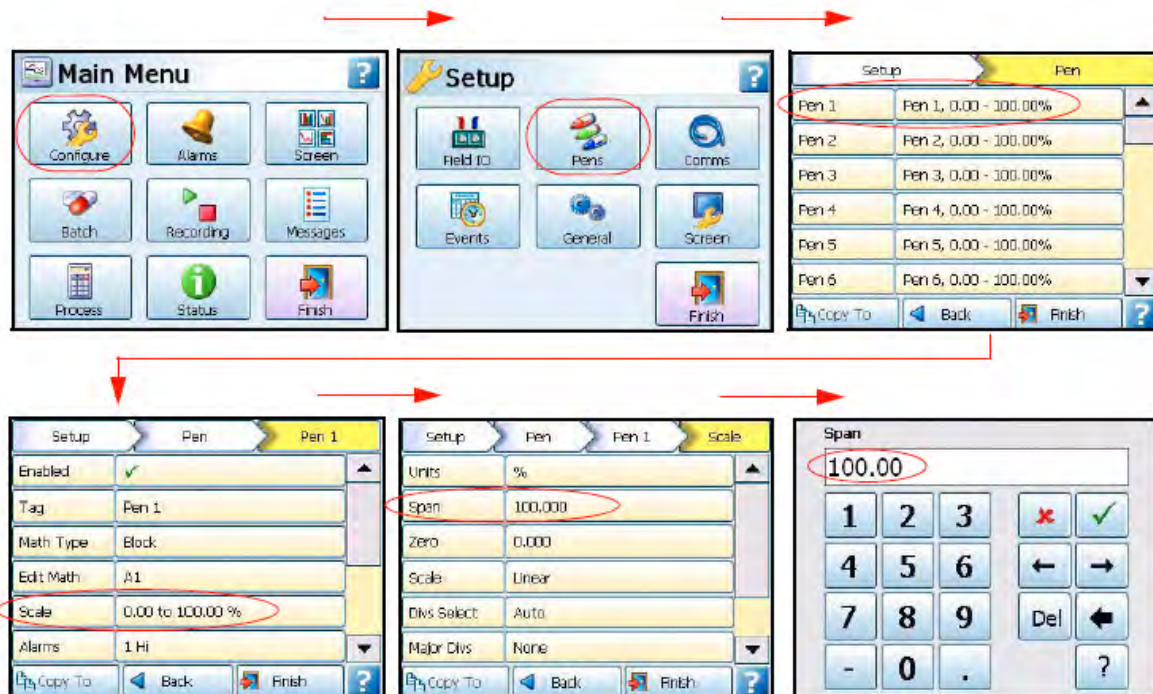 Main Menu
?
Configure
Alarms
Screen
Batch
Recording
Messages
Process
Status
Finish
Setup
?
Field IO
Pens
Comms
Events
General
Screen
Finish
Setup Pen
Pen 1 Pen 1, 0.00 - 100.00%
Pen 2 Pen 2, 0.00 - 100.00%
Pen 3 Pen 3, 0.00 - 100.00%
Pen 4 Pen 4, 0.00 - 100.00%
Pen 5 Pen 5, 0.00 - 100.00%
Pen 6 Pen 6, 0.00 - 100.00%
Copy To Back Finish ?
Setup Pen Pen 1
Enabled ✓
Tag Pen 1
Math Type Block
Edit Math A1
Scale 0.00 to 100.00 %
Alarms 1 Hi
Copy To Back Finish ?
Setup Pen Pen 1 Scale
Units %
Span 100.000
Zero 0.000
Scale Linear
Divs Select Auto
Major Divs None
Copy To Back Finish ?
Span
100.00
1 2 3
4 5 6
7 8 9 Del
- 0 . ?